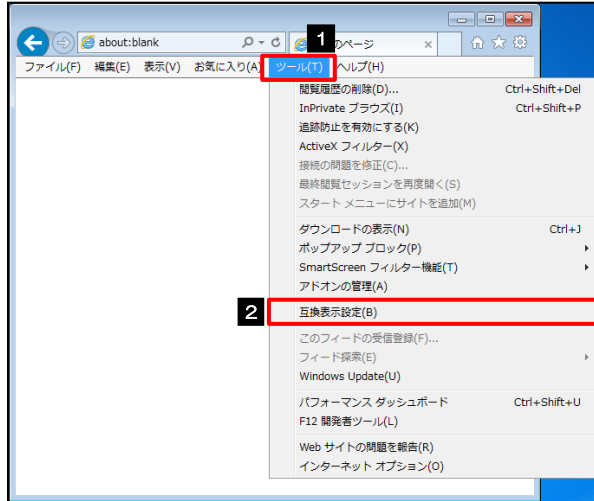 about:blank
1
のページ
ファイル(F) 編集(E) 表示(V) お気に入り(A) ツール(T) ヘルプ(H)
閲覧履歴の削除(D)... Ctrl+Shift+Del
InPrivate ブラウズ(I) Ctrl+Shift+P
追跡防止を有効にする(K)
ActiveX フィルター(X)
接続の問題を修正(C)...
最終閲覧セッションを再度開く(S)
スタート メニューにサイトを追加(M)
ダウンロードの表示(N) Ctrl+J
ポップアップ ブロック(P)
SmartScreen フィルター機能(T)
アドオンの管理(A)
2 互換表示設定(B)
このフィードの受信登録(F)...
フィード探索(E)
Windows Update(U)
パフォーマンス ダッシュボード Ctrl+Shift+U
F12 開発者ツール(L)
Web サイトの問題を報告(R)
インターネット オプション(O)